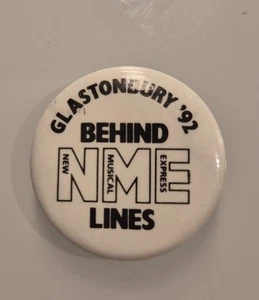 GLASTONBURY '92
BEHIND
NME
NEW MUSICAL EXPRESS
LINES